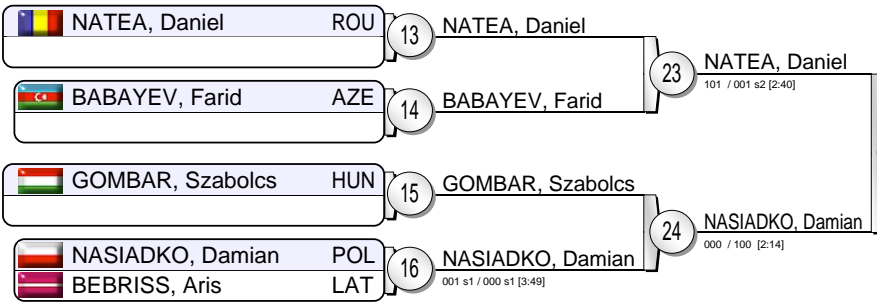 NATEA, Daniel ROU
13
NATEA, Daniel
BABAYEV, Farid AZE
14
BABAYEV, Farid
23
NATEA, Daniel
101 / 001 s2 [2:40]
GOMBAR, Szabolcs HUN
15
GOMBAR, Szabolcs
NASIADKO, Damian POL
BEBRISS, Aris LAT
16
NASIADKO, Damian
001 s1 / 000 s1 [3:49]
24
NASIADKO, Damian
000 / 100 [2:14]